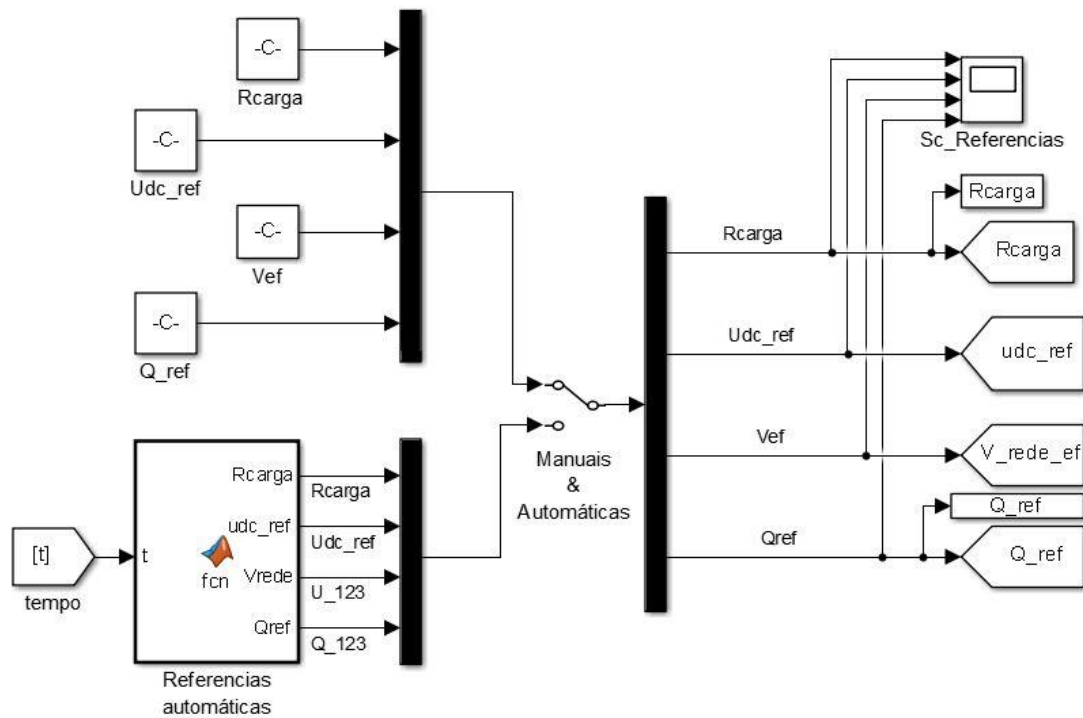 -C-
Rcarga
-C-
Udc_ref
-C-
Vef
-C-
Q_ref
[t]
tempo
t
fcn
Rcarga
udc_ref
Vrede
Qref
Referencias
automáticas
Rcarga
Udc_ref
U_123
Q_123
Manuais
&
Automáticas
Rcarga
Udc_ref
Vef
Qref
Sc_Referencias
Rcarga
Rcarga
udc_ref
V_rede_ef
Q_ref
Q_ref